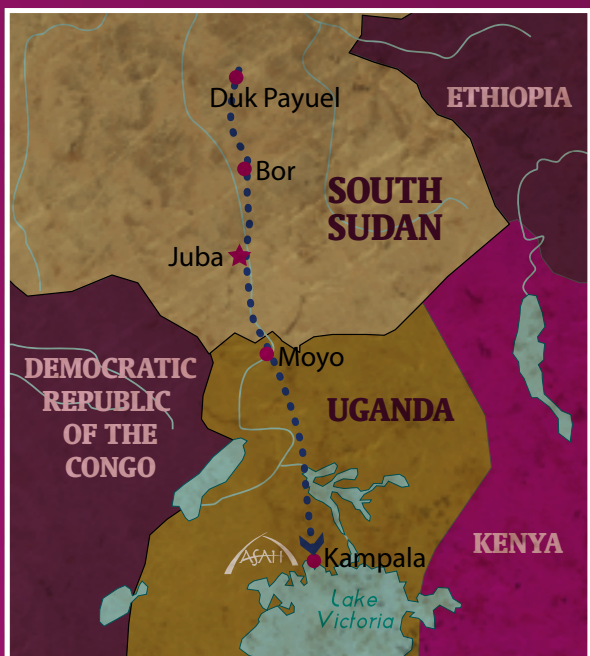 Duk Payuel
ETHIOPIA
Bor
SOUTH
SUDAN
Juba
Moyo
DEMOCRATIC
REPUBLIC
OF THE
CONGO
UGANDA
ASAH
Kampala
KENYA
Lake
Victoria